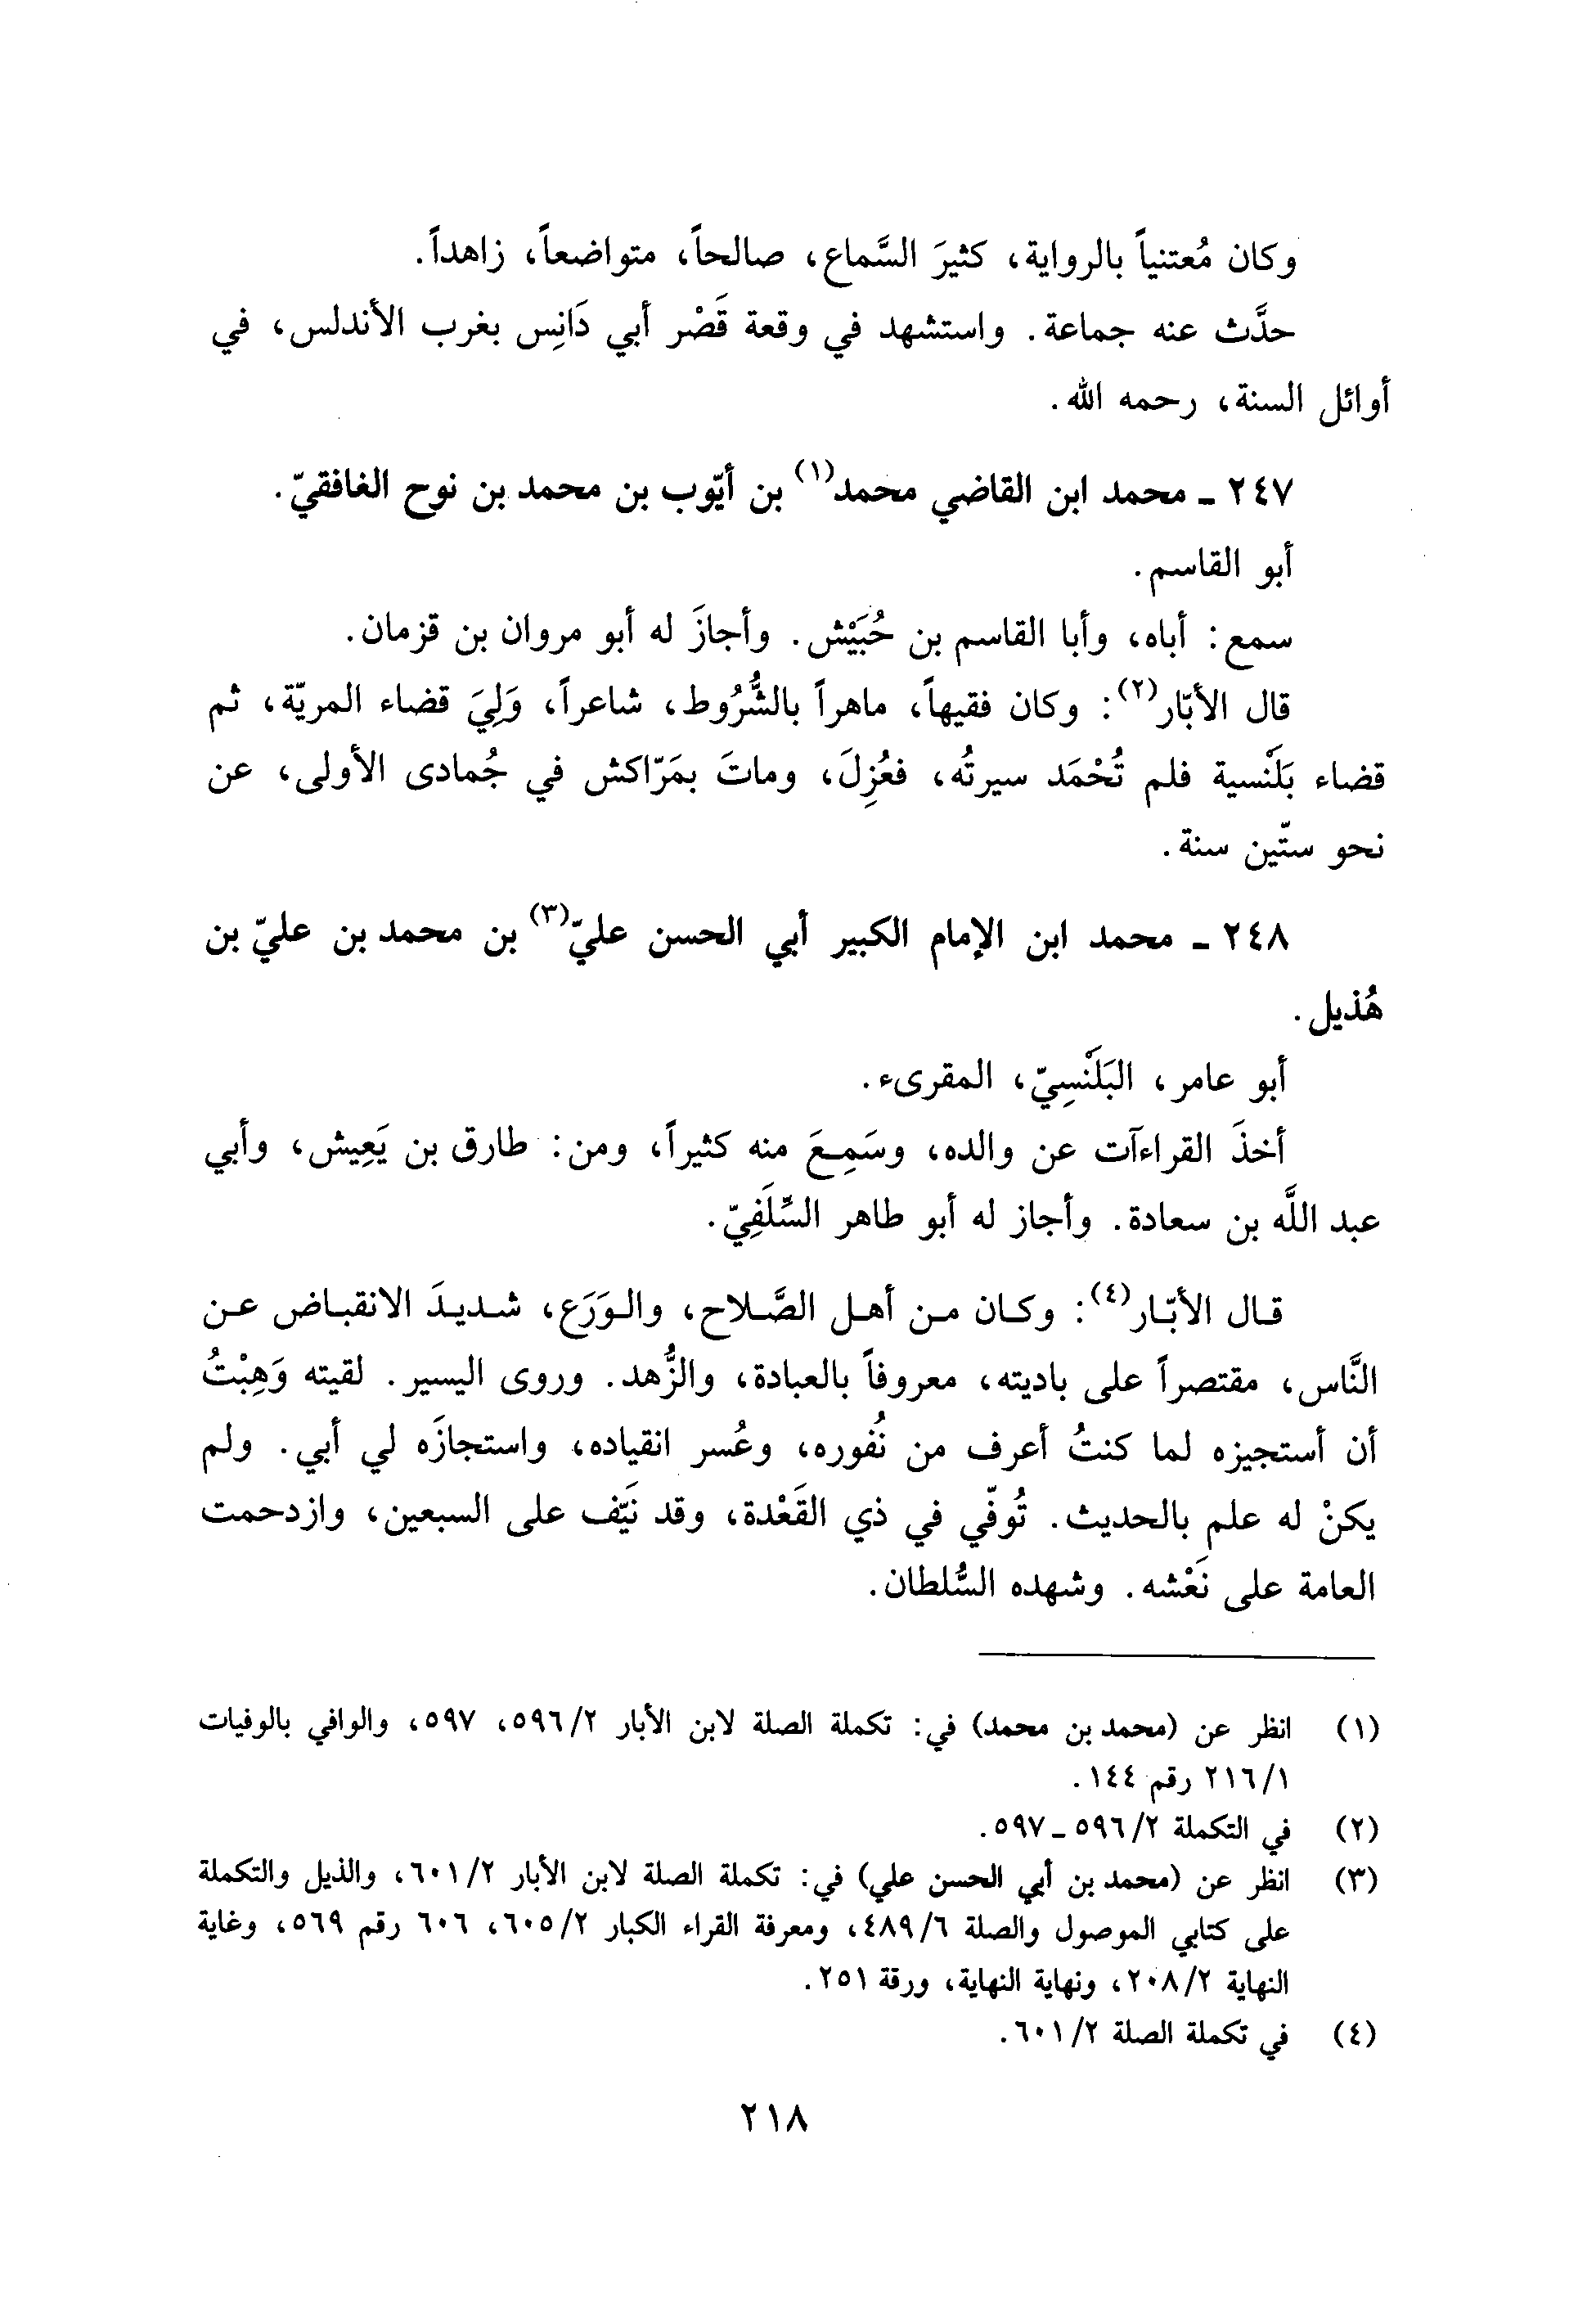 وكان مُعتنياً بالرواية، كثيرَ السَّماع، صالحاً، متواضعاً، زاهداً.
حدَّث عنه جماعة. واستشهد في وقعة قَصْر أبي دَانِس بغرب الأندلس، في
أوائل السنة، رحمه الله.
٢٤٧ ـ محمد ابن القاضي محمد(١) بن أيّوب بن محمد بن نوح الغافقيّ.
أبو القاسم.
سمع: أباه، وأبا القاسم بن حُبَيْش. وأجازَ له أبو مروان بن قزمان.
قال الأبّار(٢): وكان فقيهاً، ماهراً بالشُّرُوط، شاعراً، وَلِيَ قضاء المريّة، ثم
قضاء بَلَنْسية فلم تُحْمَد سيرتُه، فعُزِلَ، وماتَ بمَرّاكش في جُمادى الأولى، عن
نحو ستّين سنة.
٢٤٨ ـ محمد ابن الإمام الكبير أبي الحسن عليّ(٣) بن محمد بن عليّ بن
هُذيل.
أبو عامر، البَلَنْسِيّ، المقرىء.
أخذَ القراءآت عن والده، وسَمِعَ منه كثيراً، ومن: طارق بن يَعِيش، وأبي
عبد اللَّه بن سعادة. وأجاز له أبو طاهر السِّلَفِيّ.
قال الأبّار(٤): وكان من أهل الصَّلاح، والوَرَع، شديدَ الانقباض عن
النَّاس، مقتصراً على باديته، معروفاً بالعبادة، والزُّهد. وروى اليسير. لقيته وَهِبْتُ
أن أستجيزه لما كنتُ أعرف من نُفوره، وعُسر انقياده، واستجازَه لي أبي. ولم
يكنْ له علم بالحديث. تُوفّي في ذي القَعْدة، وقد نَيّف على السبعين، وازدحمت
العامة على نَعْشه. وشهده السُّلطان.
(١) انظر عن (محمد بن محمد) في: تكملة الصلة لابن الأبار ٥٩٦/٢، ٥٩٧، والوافي بالوفيات
٢١٦/١ رقم ١٤٤.
(٢) في التكملة ٥٩٦/٢ ـ ٥٩٧.
(٣) انظر عن (محمد بن أبي الحسن علي) في: تكملة الصلة لابن الأبار ٦٠١/٢، والذيل والتكملة
على كتابي الموصول والصلة ٤٨٩/٦، ومعرفة القراء الكبار ٦٠٥/٢، ٦٠٦ رقم ٥٦٩، وغاية
النهاية ٢٠٨/٢، ونهاية النهاية، ورقة ٢٥١.
(٤) في تكملة الصلة ٦٠١/٢.
٢١٨